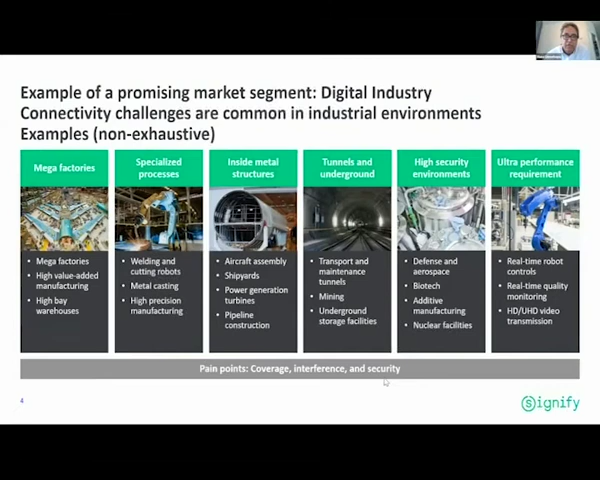 Example of a promising market segment: Digital Industry
Connectivity challenges are common in industrial environments
Examples (non-exhaustive)
Mega factories
Specialized
processes
Inside metal
structures
Tunnels and
underground
High security
environments
Ultra performance
requirement
• Mega factories
• High value-added
manufacturing
• High bay
warehouses
• Welding and
cutting robots
• Metal casting
• High precision
manufacturing
• Aircraft assembly
• Shipyards
• Power generation
turbines
• Pipeline
construction
• Transport and
maintenance
tunnels
• Mining
• Underground
storage facilities
• Defense and
aerospace
• Biotech
• Additive
manufacturing
• Nuclear facilities
• Real-time robot
controls
• Real-time quality
monitoring
• HD/UHD video
transmission
Pain points: Coverage, interference, and security
4
Signify